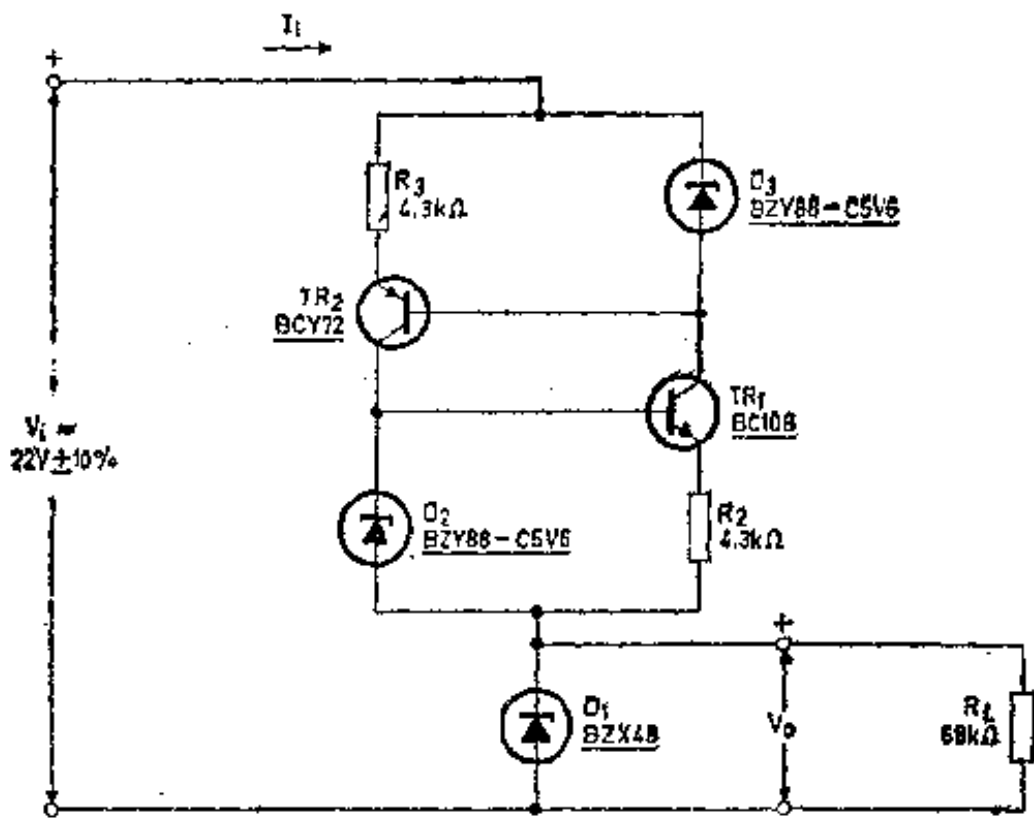 I₁
+
R₃
4.3kΩ
D₃
BZY88-C5V6
TR₂
BCY72
TR₁
BC108
Vᵢ =
22V±10%
D₂
BZY88-C5V6
R₂
4.3kΩ
+
D₁
BZX48
V₀
R_L
68kΩ